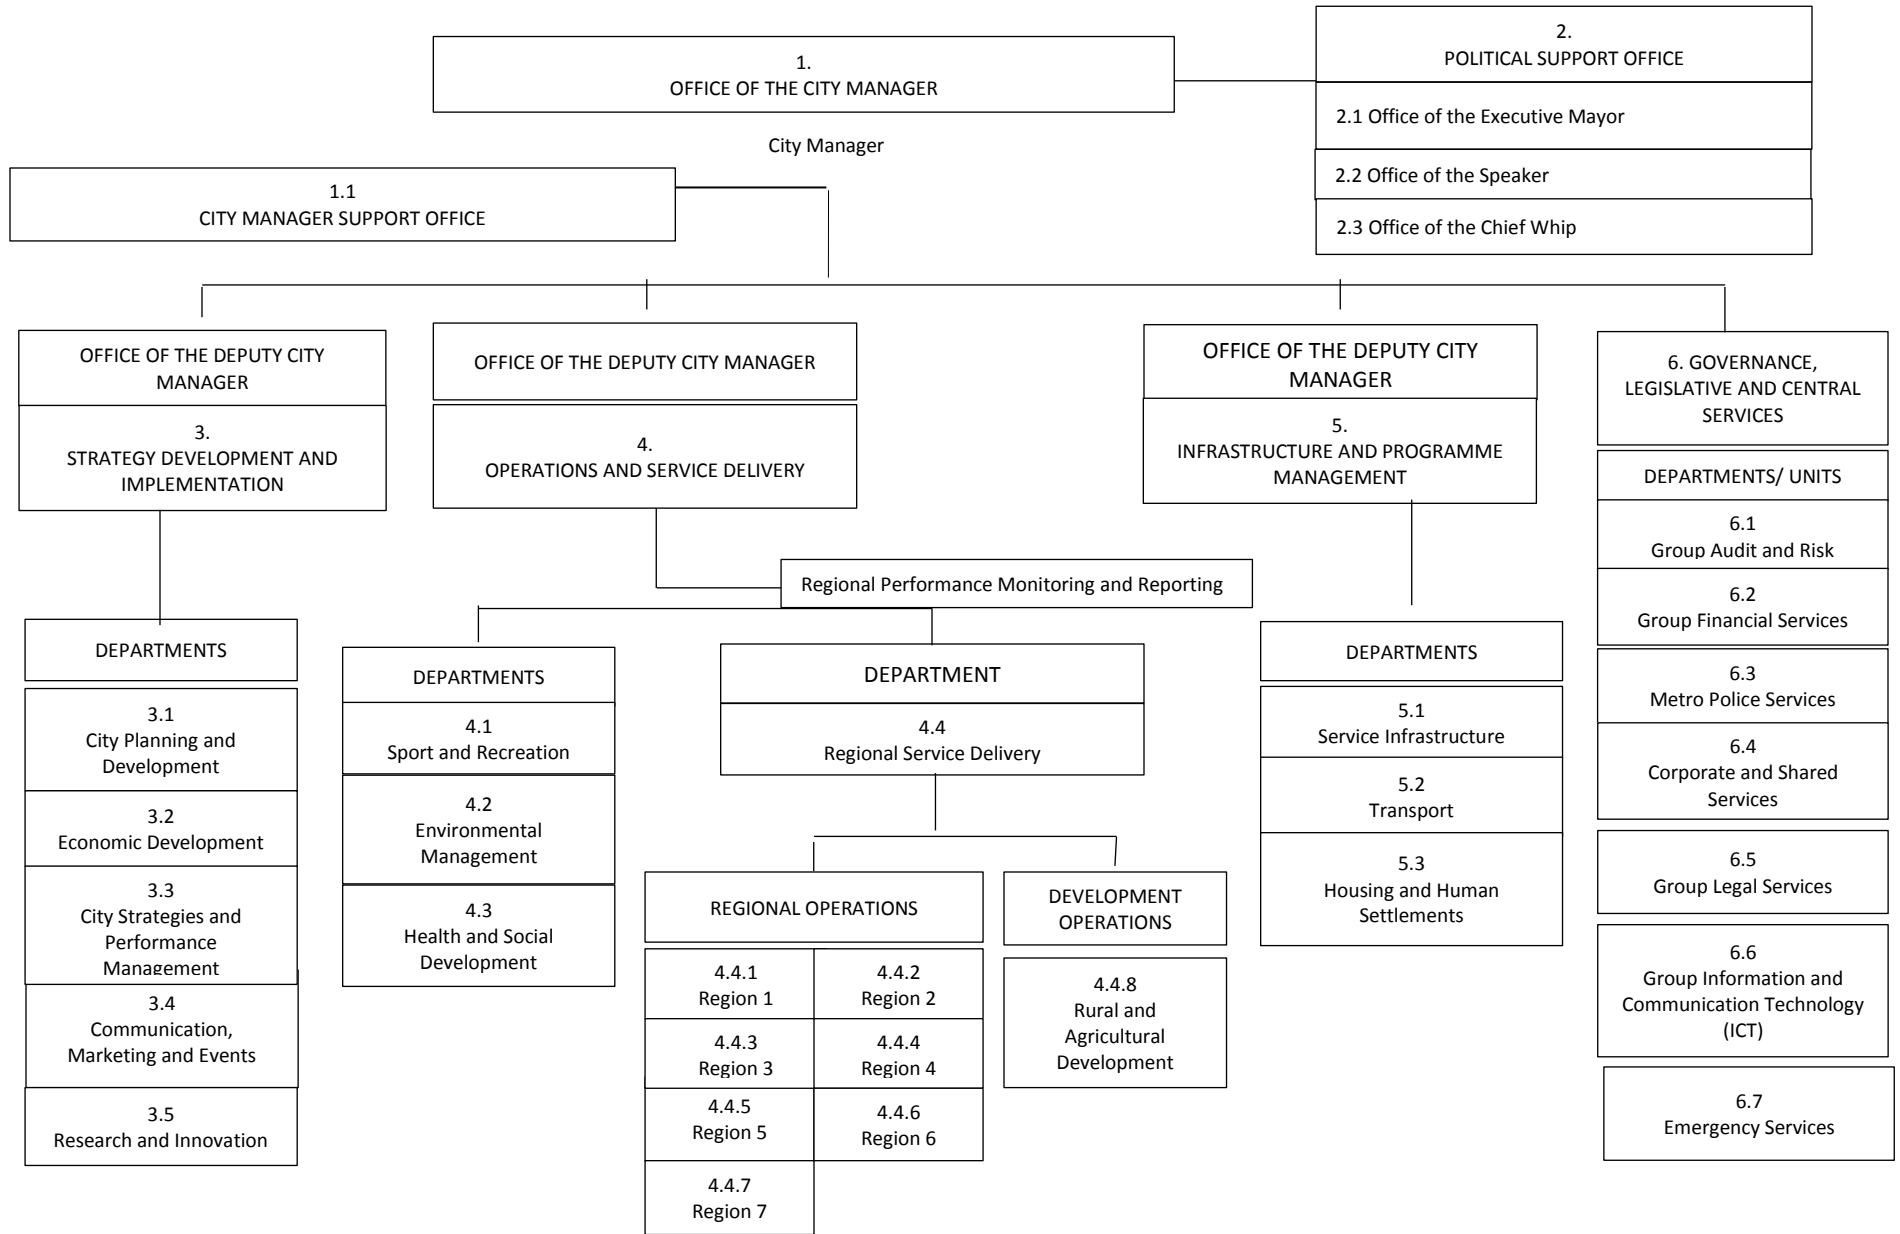 1.
OFFICE OF THE CITY MANAGER
2.
POLITICAL SUPPORT OFFICE
2.1 Office of the Executive Mayor
2.2 Office of the Speaker
2.3 Office of the Chief Whip
City Manager
1.1
CITY MANAGER SUPPORT OFFICE
OFFICE OF THE DEPUTY CITY
MANAGER
3.
STRATEGY DEVELOPMENT AND
IMPLEMENTATION
DEPARTMENTS
3.1
City Planning and
Development
3.2
Economic Development
3.3
City Strategies and
Performance
Management
3.4
Communication,
Marketing and Events
3.5
Research and Innovation
OFFICE OF THE DEPUTY CITY MANAGER
4.
OPERATIONS AND SERVICE DELIVERY
Regional Performance Monitoring and Reporting
DEPARTMENTS
4.1
Sport and Recreation
4.2
Environmental
Management
4.3
Health and Social
Development
DEPARTMENT
4.4
Regional Service Delivery
REGIONAL OPERATIONS
4.4.1
Region 1
4.4.2
Region 2
4.4.3
Region 3
4.4.4
Region 4
4.4.5
Region 5
4.4.6
Region 6
4.4.7
Region 7
DEVELOPMENT
OPERATIONS
4.4.8
Rural and
Agricultural
Development
OFFICE OF THE DEPUTY CITY
MANAGER
5.
INFRASTRUCTURE AND PROGRAMME
MANAGEMENT
DEPARTMENTS
5.1
Service Infrastructure
5.2
Transport
5.3
Housing and Human
Settlements
6. GOVERNANCE,
LEGISLATIVE AND CENTRAL
SERVICES
DEPARTMENTS/ UNITS
6.1
Group Audit and Risk
6.2
Group Financial Services
6.3
Metro Police Services
6.4
Corporate and Shared
Services
6.5
Group Legal Services
6.6
Group Information and
Communication Technology
(ICT)
6.7
Emergency Services